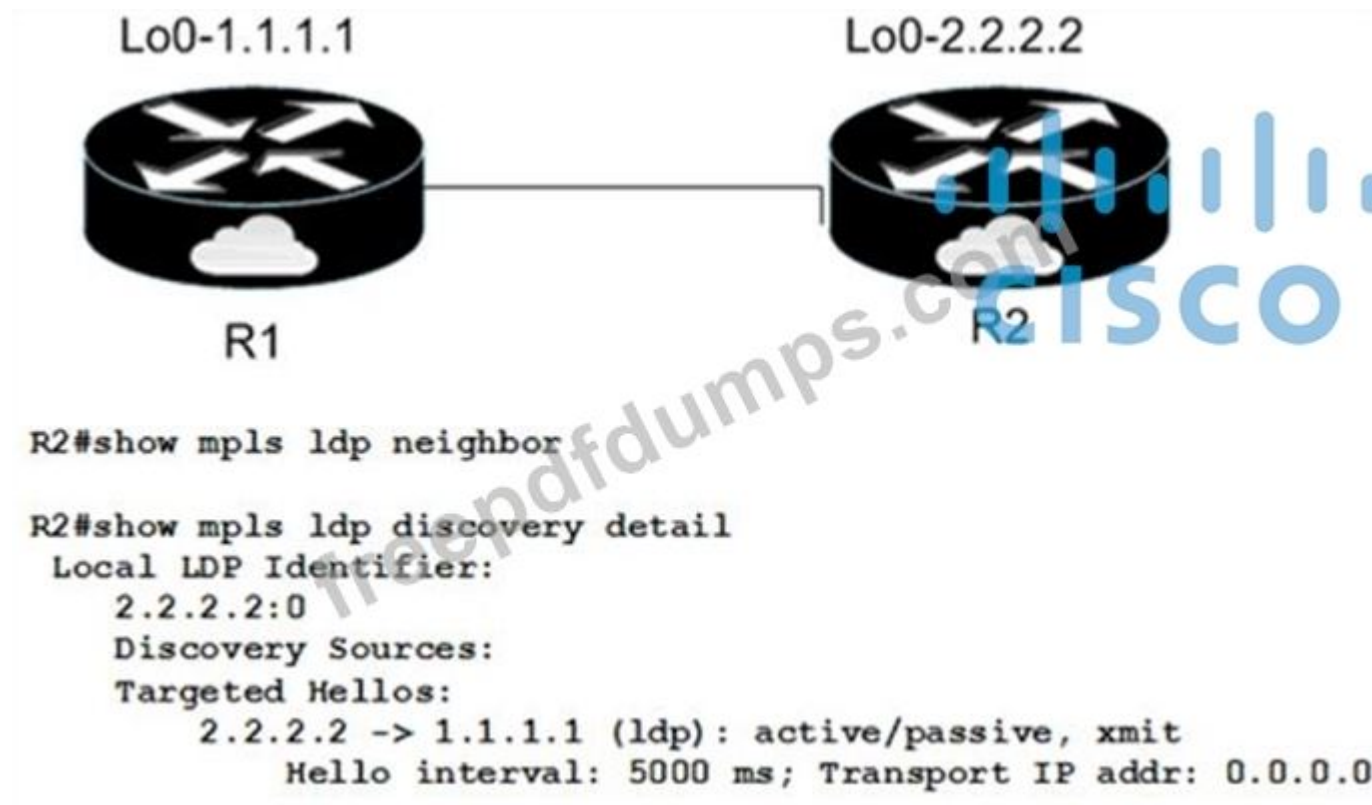 Lo0-1.1.1.1
Lo0-2.2.2.2
R1
R2
CISCO
freepdfdumps.com
R2#show mpls ldp neighbor
R2#show mpls ldp discovery detail
Local LDP Identifier:
2.2.2.2:0
Discovery Sources:
Targeted Hellos:
2.2.2.2 -> 1.1.1.1 (ldp): active/passive, xmit
Hello interval: 5000 ms; Transport IP addr: 0.0.0.0